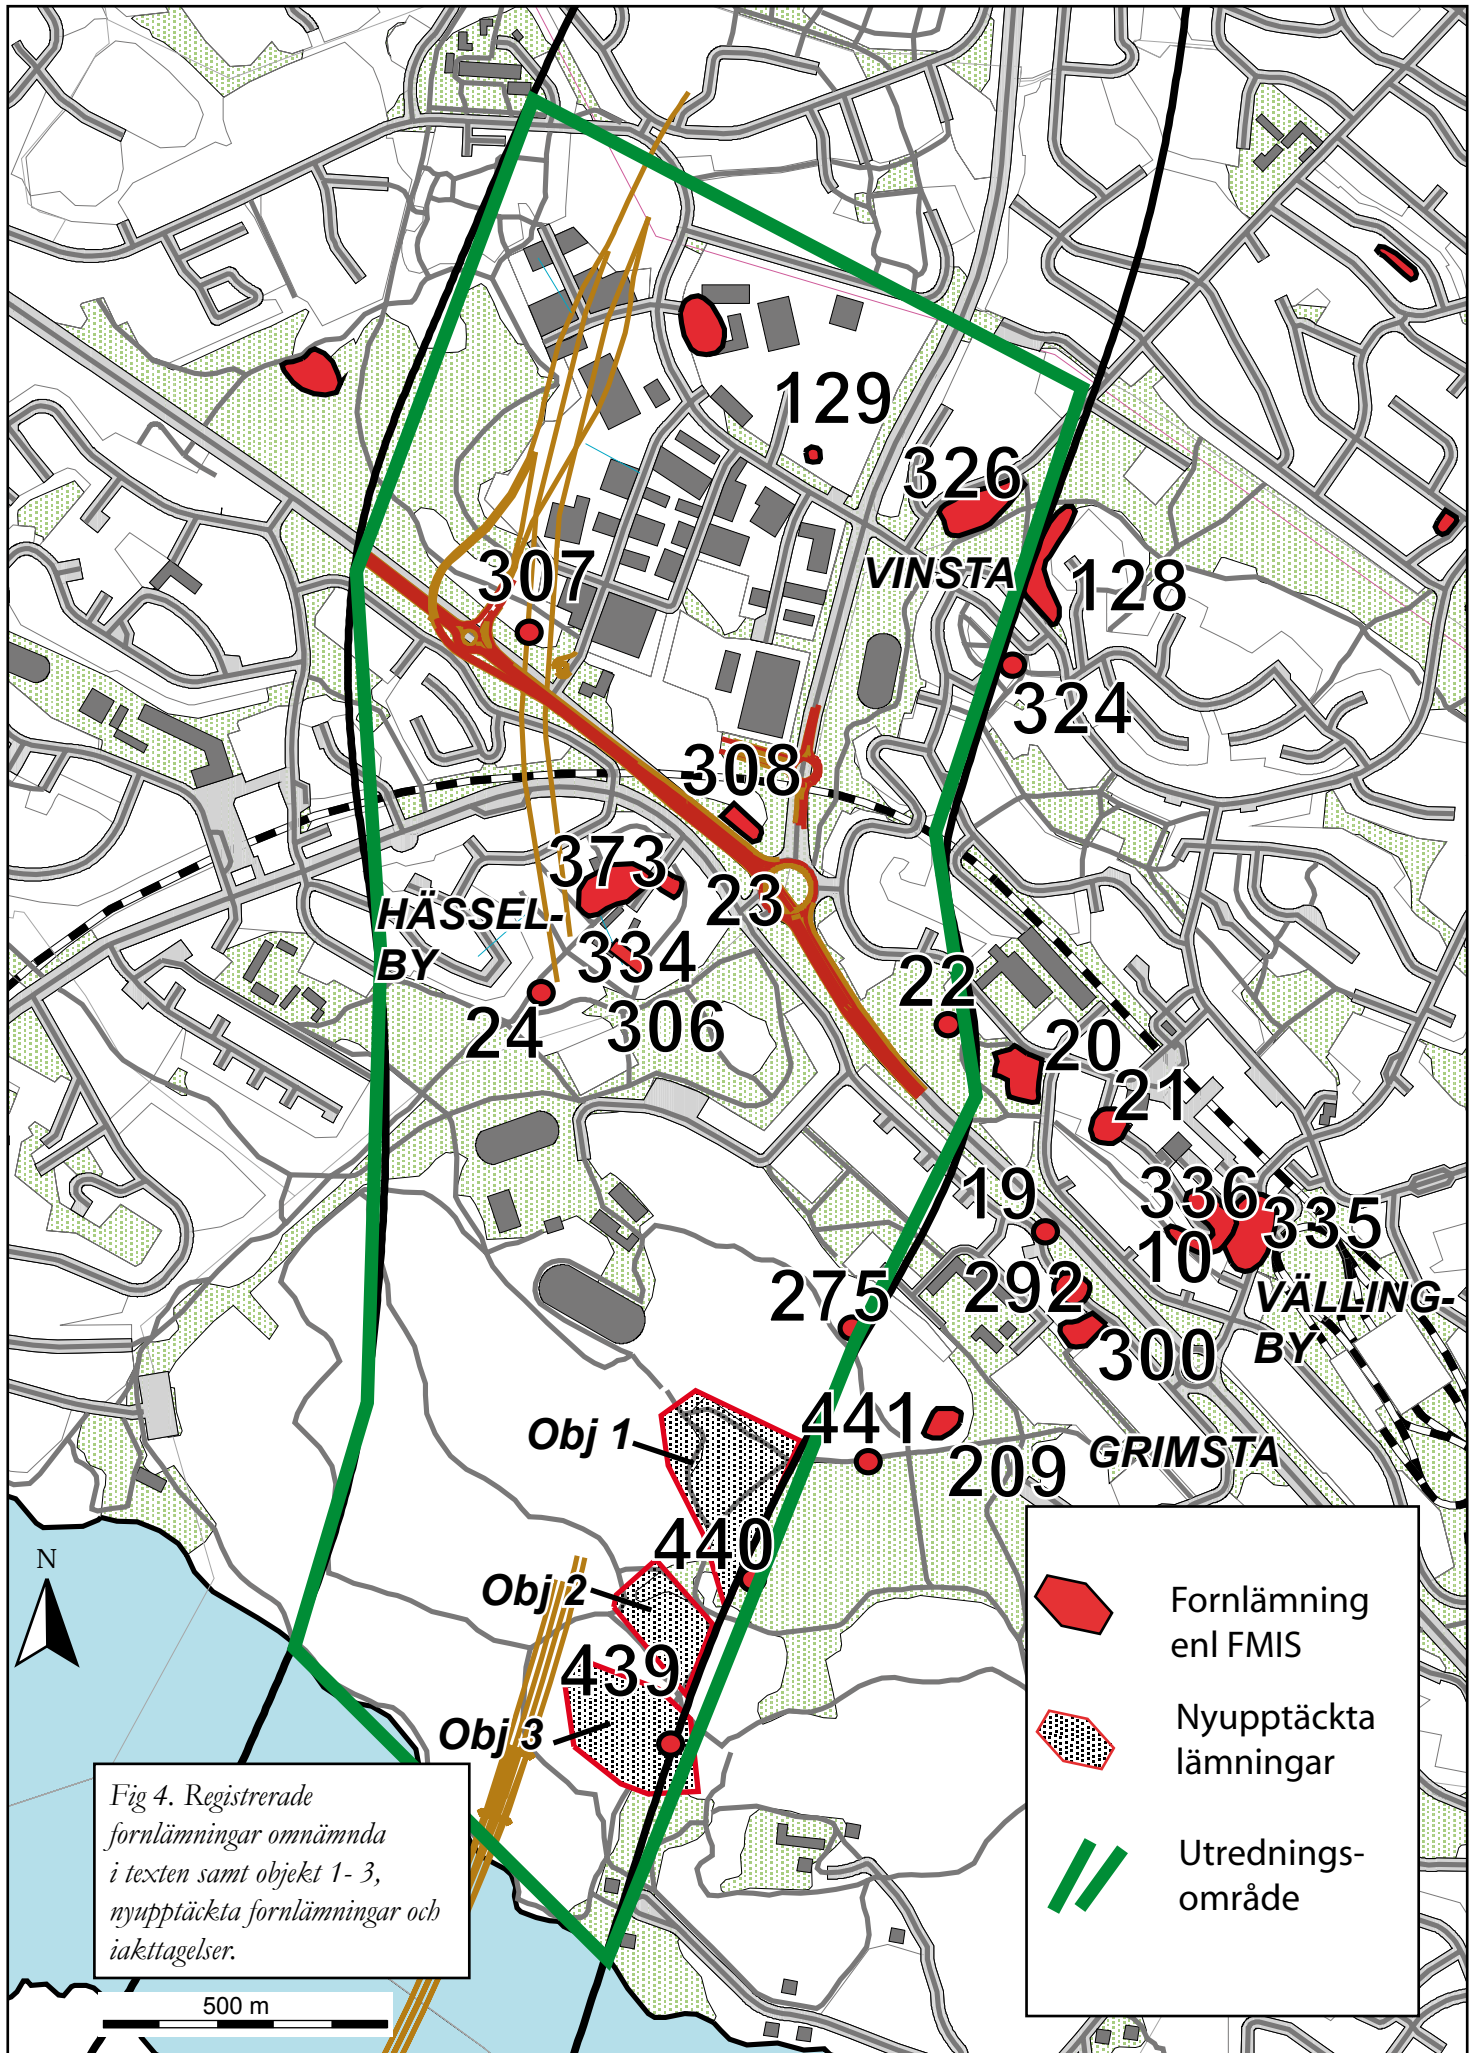 129
326
VINSTA
307
128
324
308
373
23
HÄSSEL-
BY
334
22
24
306
20
21
19
336
335
10
275
292
VÄLLING-
BY
300
441
Obj 1
GRIMSTA
209
440
N
Obj 2
439
Obj 3
Fornlämning
enl FMIS
Nyupptäckta
lämningar
Utrednings-
område
Fig 4. Registrerade
fornlämningar omnämnda
i texten samt objekt 1- 3,
nyupptäckta fornlämningar och
iakttagelser.
500 m